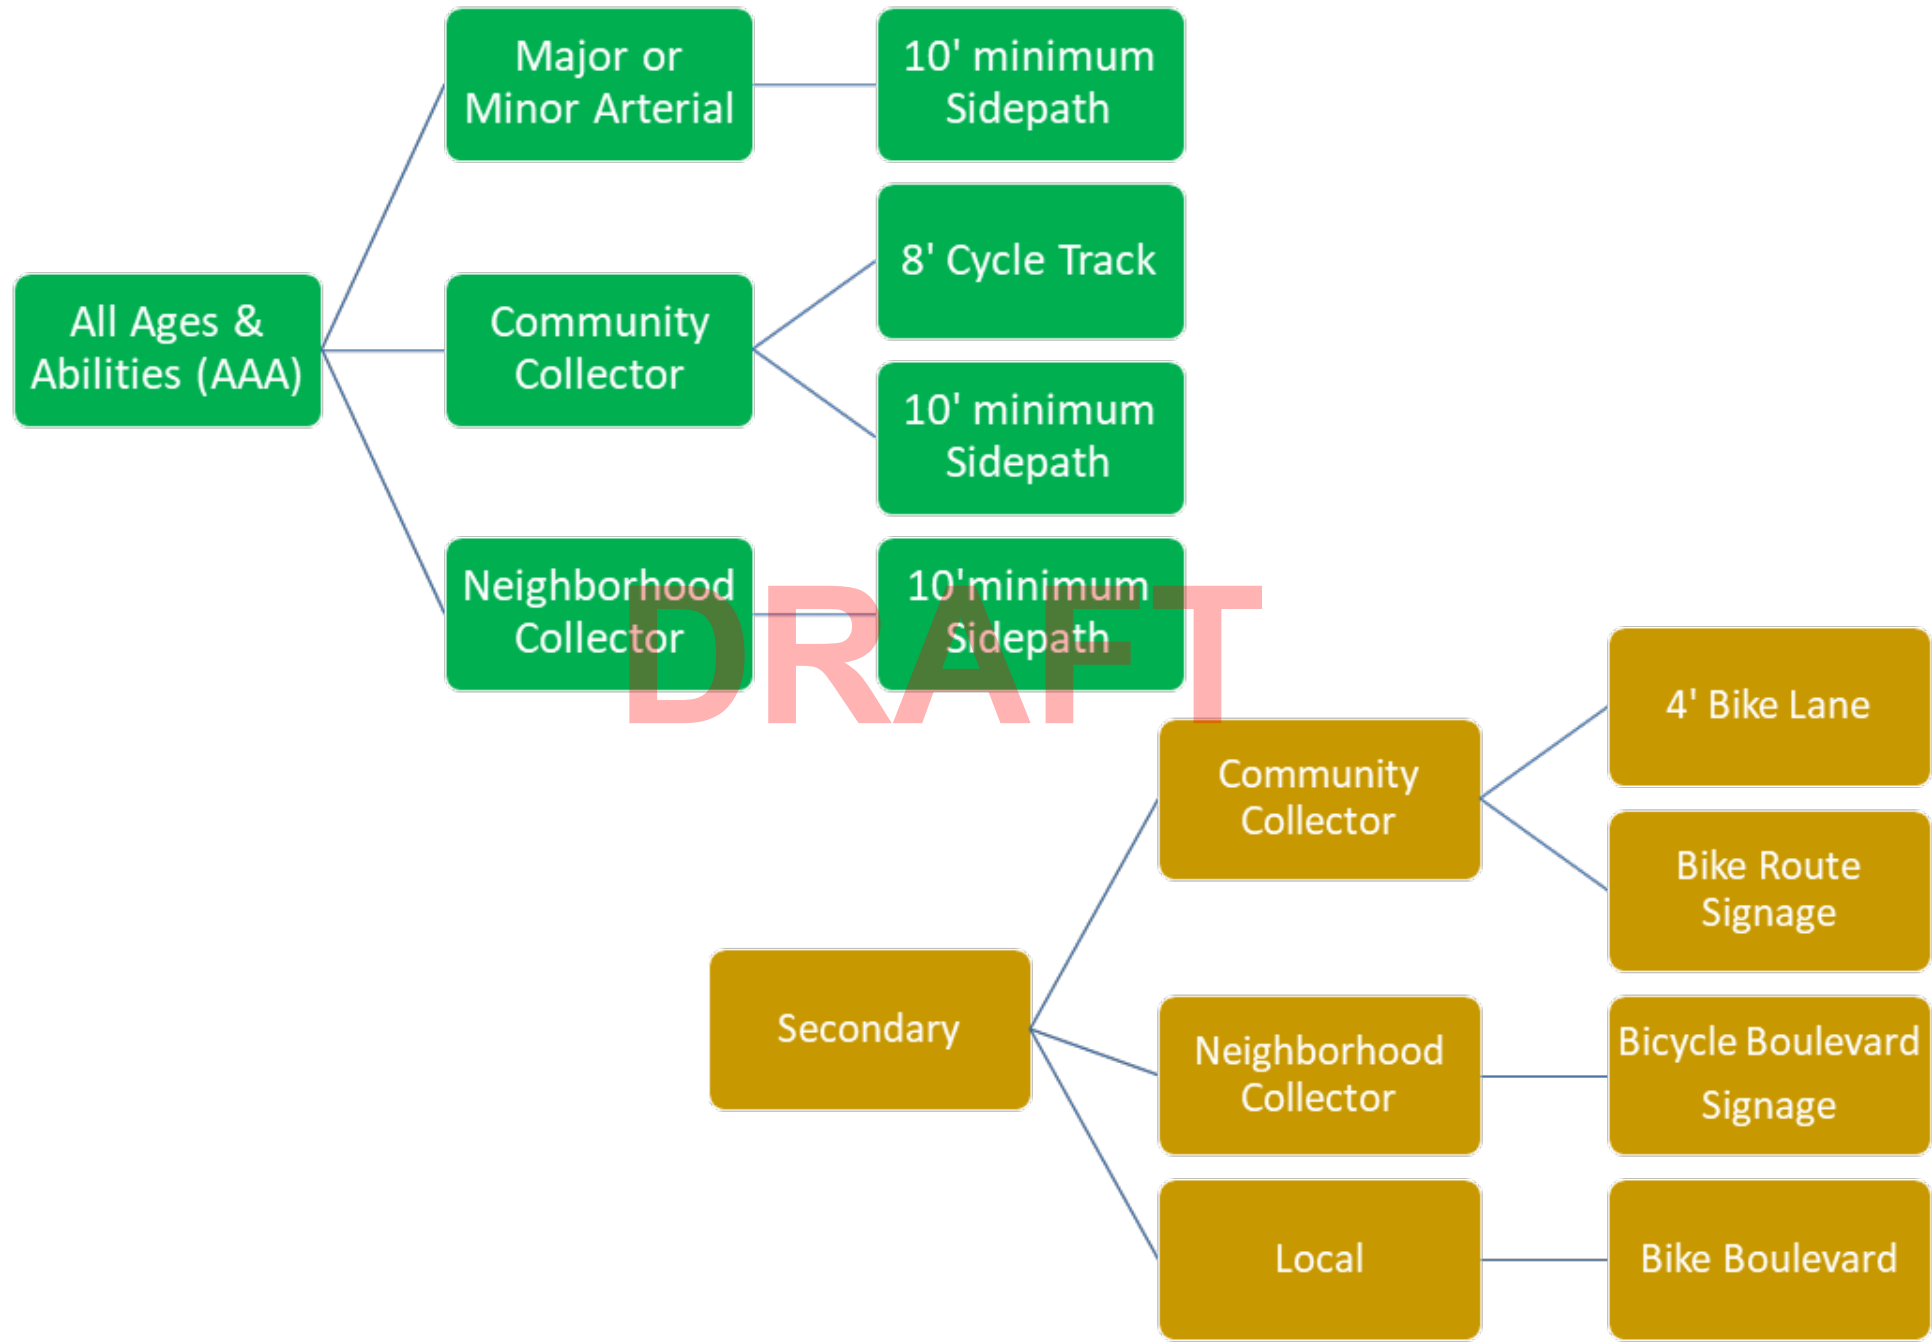 Major or
Minor Arterial
10' minimum
Sidepath
8' Cycle Track
All Ages &
Abilities (AAA)
Community
Collector
10' minimum
Sidepath
Neighborhood
Collector
10'minimum
Sidepath
DRAFT
4' Bike Lane
Community
Collector
Bike Route
Signage
Secondary
Neighborhood
Collector
Bicycle Boulevard
Signage
Local
Bike Boulevard